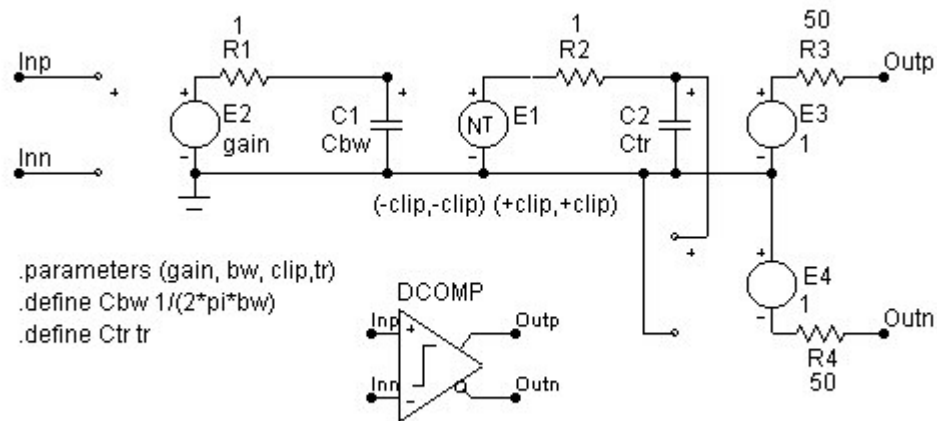 1
R1
1
R2
50
R3
Inp
+
+
E2
gain
-
+
C1
Cbw
+
NT
E1
-
+
C2
Ctr
+
E3
1
-
Outp
Inn
(-clip,-clip) (+clip,+clip)
+
.parameters (gain, bw, clip,tr)
.define Cbw 1/(2*pi*bw)
.define Ctr tr
DCOMP
Inp
+
Outp
Inn
-
Outn
+
E4
1
-
Outn
R4
50